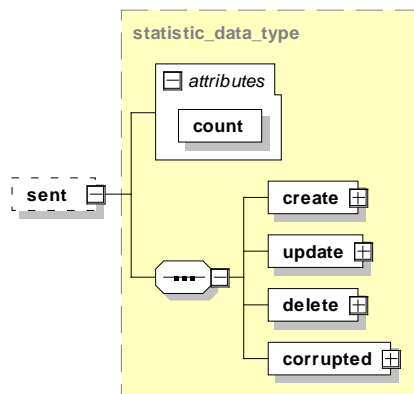 statistic_data_type
attributes
count
sent
create
update
delete
corrupted